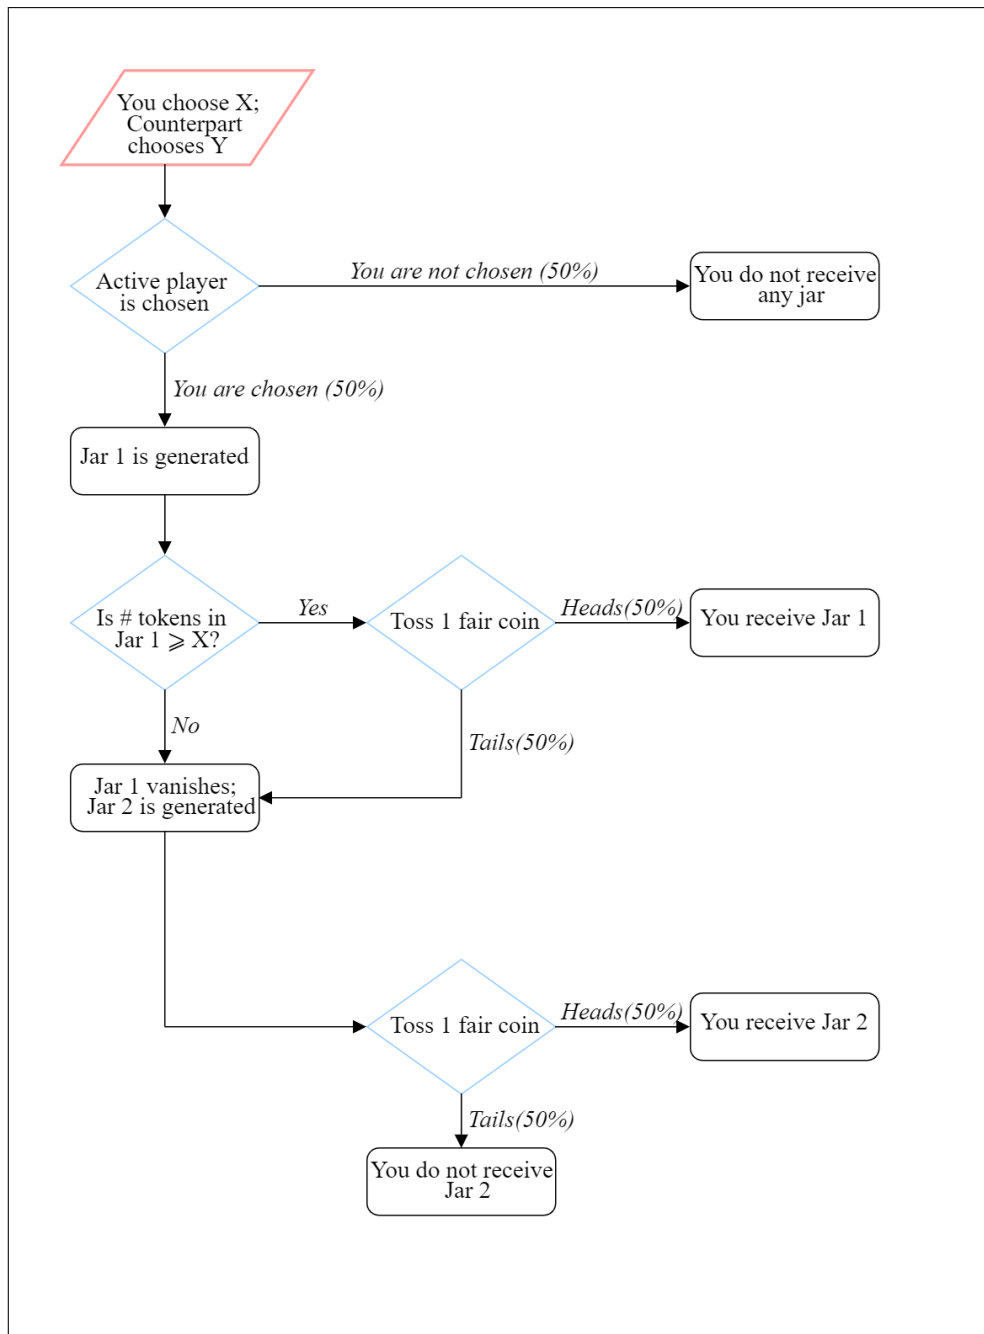 You choose X;
Counterpart
chooses Y
Active player
is chosen
You are not chosen (50%)
You do not receive
any jar
You are chosen (50%)
Jar 1 is generated
Is # tokens in
Jar 1 ⩾ X?
Yes
Toss 1 fair coin
Heads(50%)
You receive Jar 1
No
Tails(50%)
Jar 1 vanishes;
Jar 2 is generated
Toss 1 fair coin
Heads(50%)
You receive Jar 2
Tails(50%)
You do not receive
Jar 2